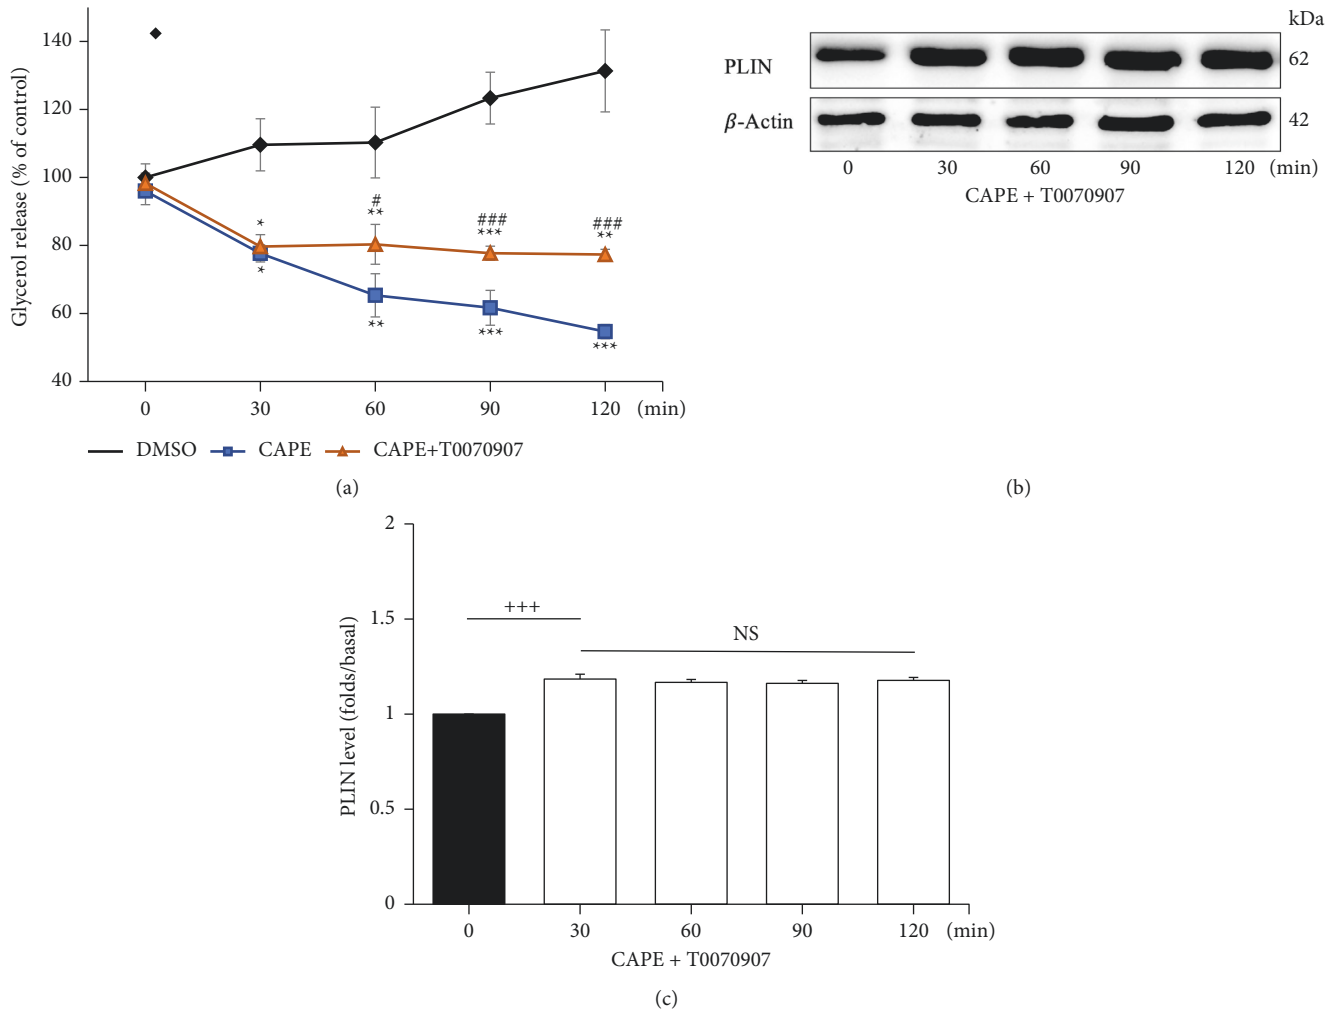 Glycerol release (% of control)
140
120
100
80
60
40
*
*
#
**
**
###
***
***
###
**
***
0 30 60 90 120 (min)
DMSO CAPE CAPE+T0070907
(a)
kDa
PLIN 62
β-Actin 42
0 30 60 90 120 (min)
CAPE + T0070907
(b)
PLIN level (folds/basal)
2
1.5
1
0.5
0
+++
NS
0 30 60 90 120 (min)
CAPE + T0070907
(c)